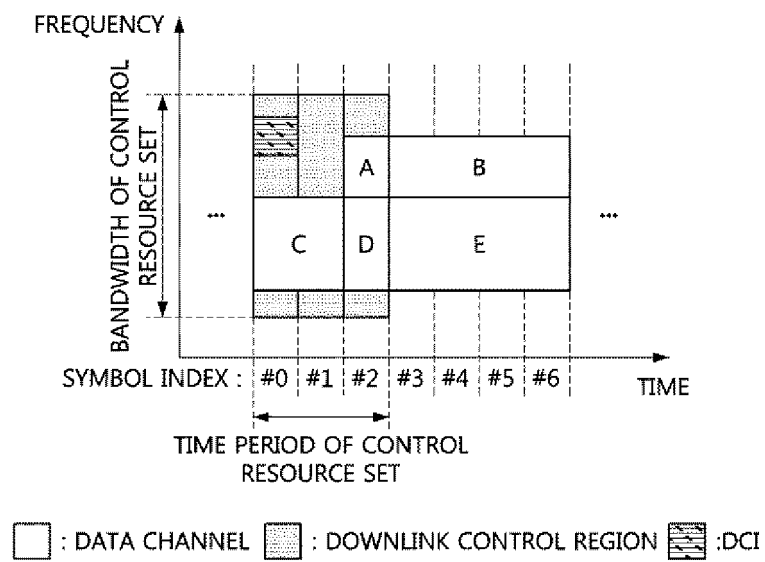 FREQUENCY
BANDWIDTH OF CONTROL
RESOURCE SET
A
B
...
C
D
E
...
SYMBOL INDEX : #0 #1 #2 #3 #4 #5 #6
TIME
TIME PERIOD OF CONTROL
RESOURCE SET
: DATA CHANNEL : DOWNLINK CONTROL REGION :DCI